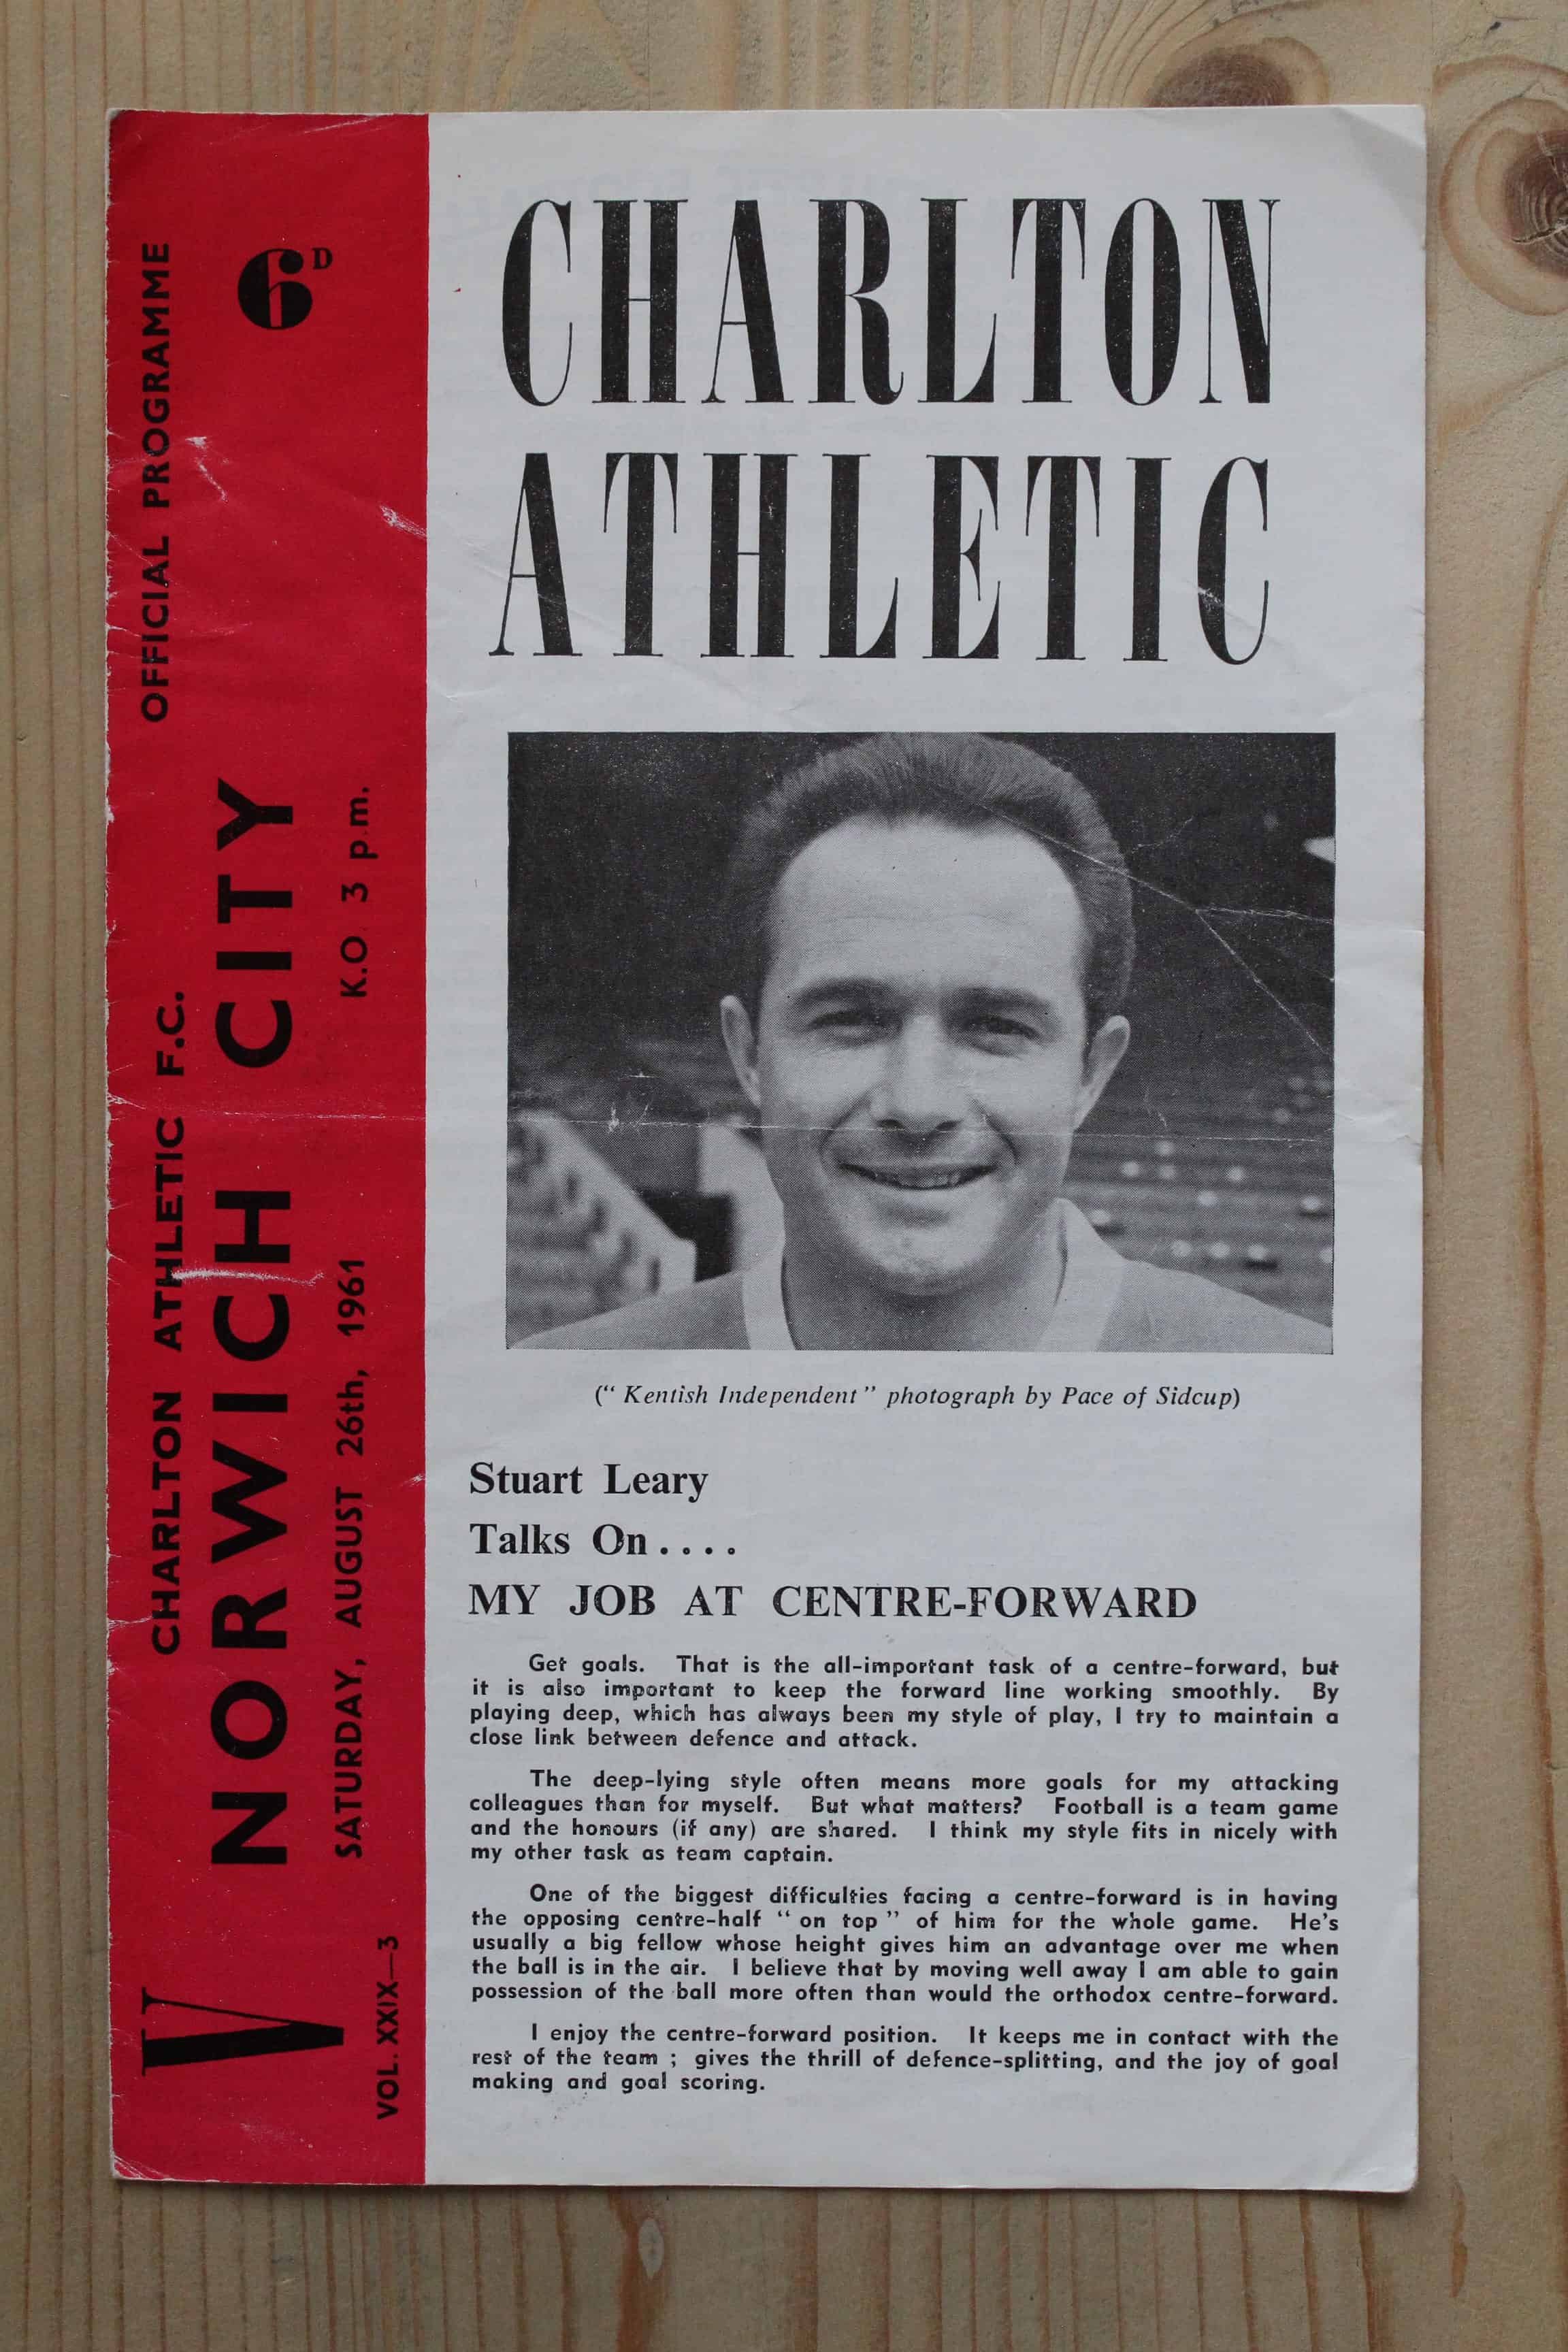 OFFICIAL PROGRAMME
6D
CHARLTON ATHLETIC F.C.
V NORWICH CITY
SATURDAY, AUGUST 26th, 1961 K.O 3 p.m.
VOL. XXIX—3
CHARLTON
ATHLETIC
(“ Kentish Independent ” photograph by Pace of Sidcup)
Stuart Leary
Talks On . . . .
MY JOB AT CENTRE-FORWARD
Get goals. That is the all-important task of a centre-forward, but
it is also important to keep the forward line working smoothly. By
playing deep, which has always been my style of play, I try to maintain a
close link between defence and attack.
The deep-lying style often means more goals for my attacking
colleagues than for myself. But what matters? Football is a team game
and the honours (if any) are shared. I think my style fits in nicely with
my other task as team captain.
One of the biggest difficulties facing a centre-forward is in having
the opposing centre-half “ on top ” of him for the whole game. He's
usually a big fellow whose height gives him an advantage over me when
the ball is in the air. I believe that by moving well away I am able to gain
possession of the ball more often than would the orthodox centre-forward.
I enjoy the centre-forward position. It keeps me in contact with the
rest of the team ; gives the thrill of defence-splitting, and the joy of goal
making and goal scoring.